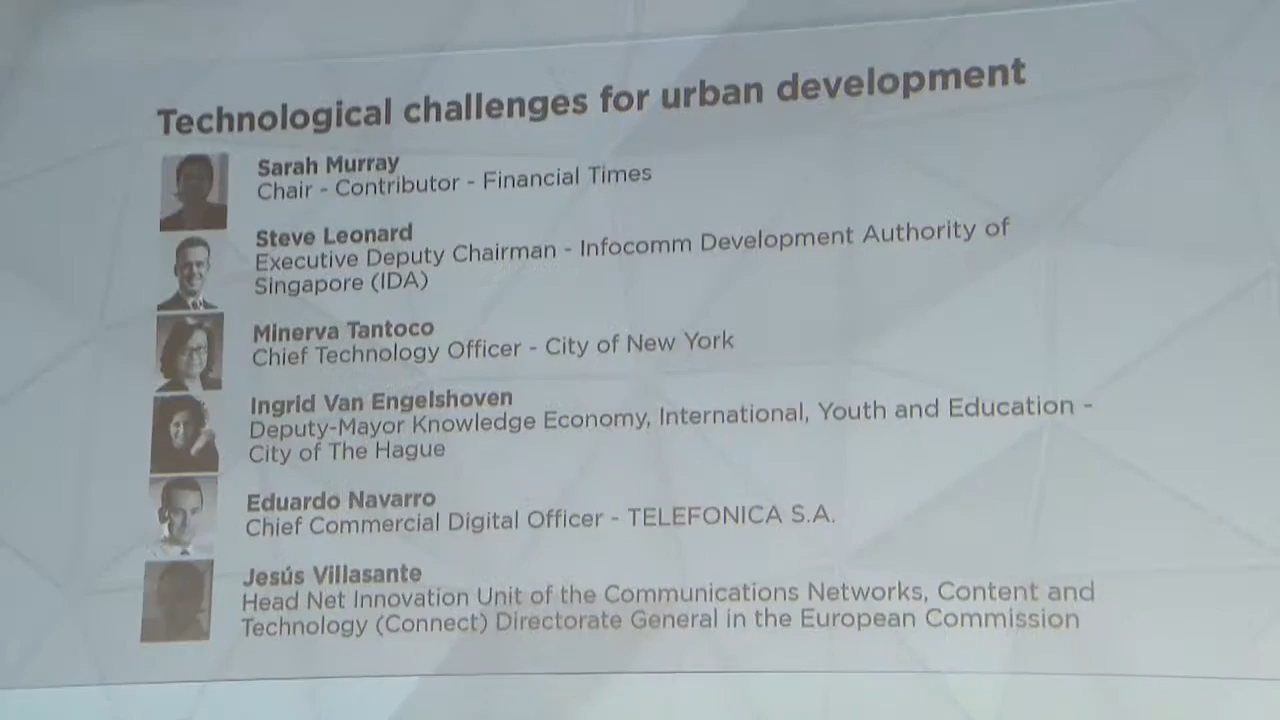 Technological challenges for urban development
Sarah Murray
Chair - Contributor - Financial Times
Steve Leonard
Executive Deputy Chairman - Infocomm Development Authority of
Singapore (IDA)
Minerva Tantoco
Chief Technology Officer - City of New York
Ingrid Van Engelshoven
Deputy-Mayor Knowledge Economy, International, Youth and Education -
City of The Hague
Eduardo Navarro
Chief Commercial Digital Officer - TELEFONICA S.A.
Jesús Villasante
Head Net Innovation Unit of the Communications Networks, Content and
Technology (Connect) Directorate General in the European Commission